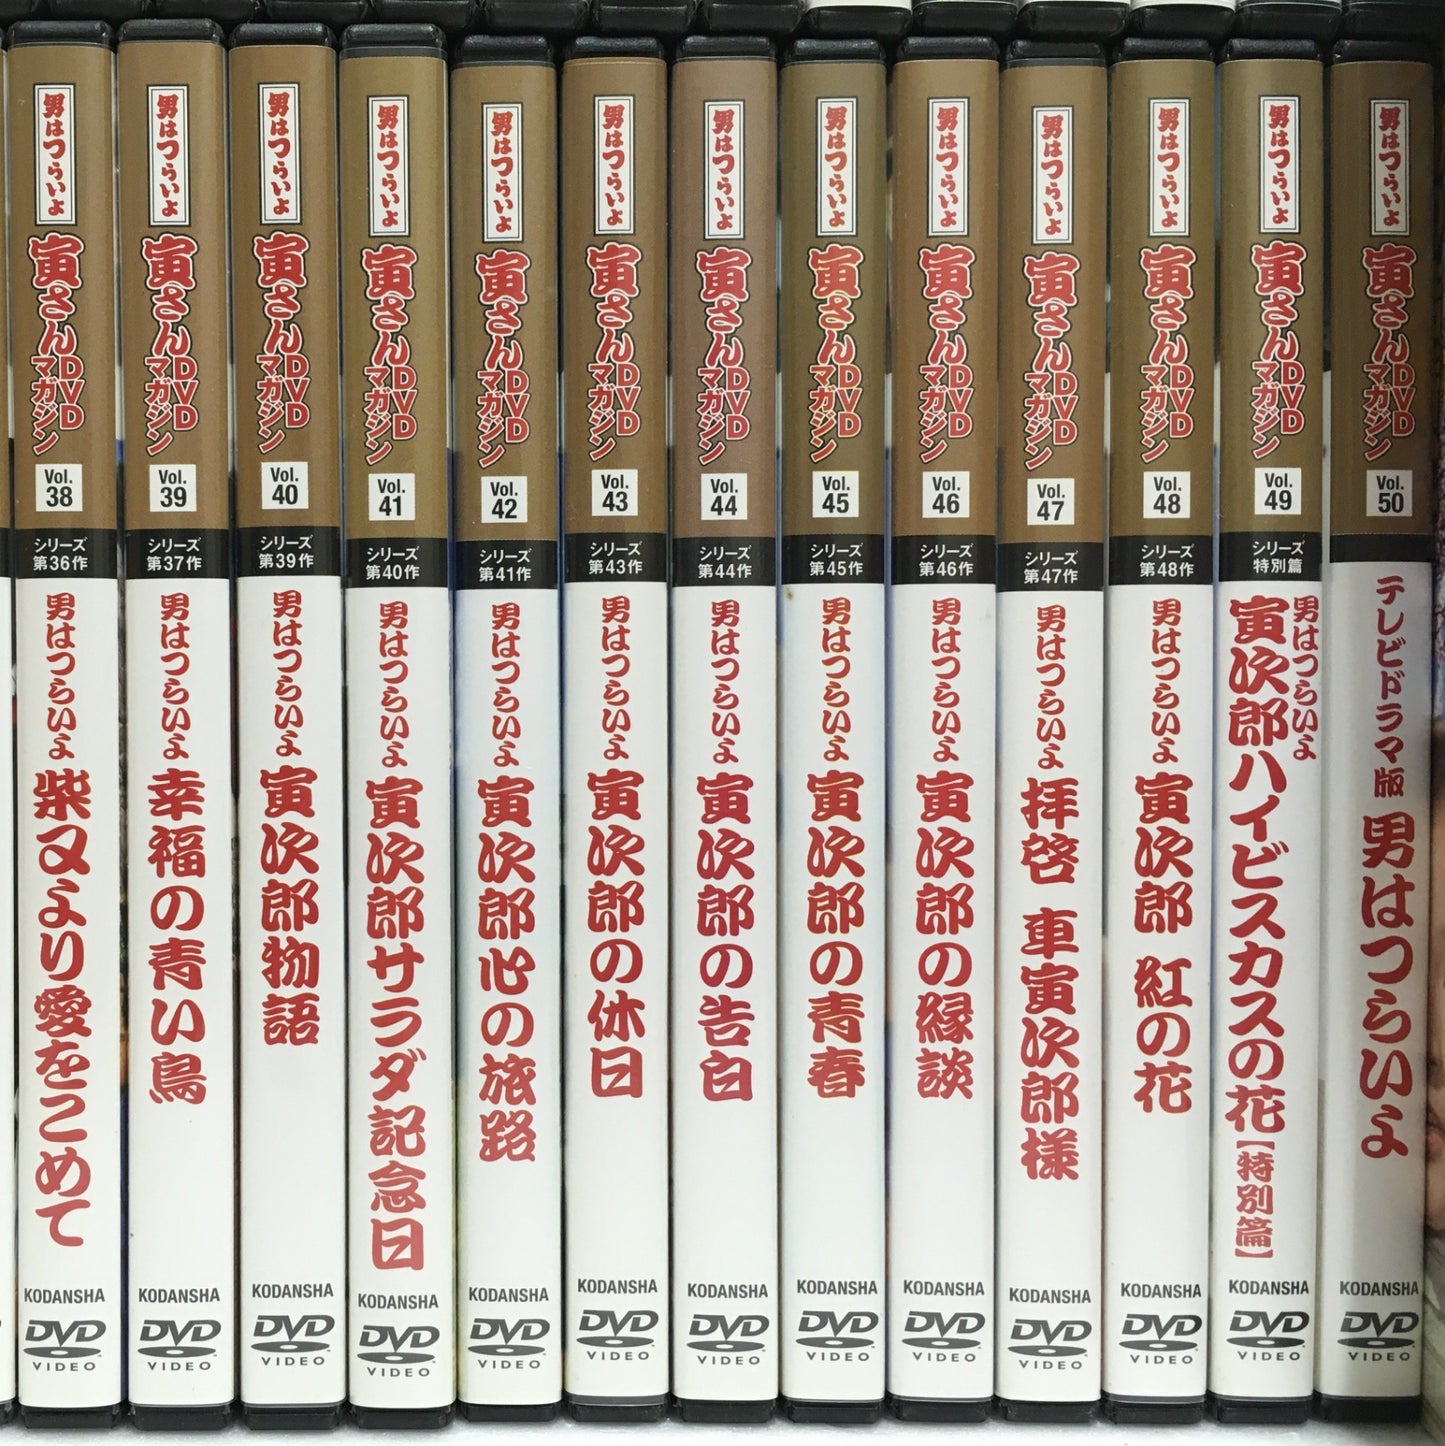 男はつらいよ
寅さんDVDマガジン
Vol.
38
シリーズ
第36作
男はつらいよ 柴又より愛をこめて
KODANSHA
DVD
VIDEO
男はつらいよ
寅さんDVDマガジン
Vol.
39
シリーズ
第37作
男はつらいよ 幸福の青い鳥
KODANSHA
DVD
VIDEO
男はつらいよ
寅さんDVDマガジン
Vol.
40
シリーズ
第39作
男はつらいよ 寅次郎物語
KODANSHA
DVD
VIDEO
男はつらいよ
寅さんDVDマガジン
Vol.
41
シリーズ
第40作
男はつらいよ 寅次郎サラダ記念日
KODANSHA
DVD
VIDEO
男はつらいよ
寅さんDVDマガジン
Vol.
42
シリーズ
第41作
男はつらいよ 寅次郎心の旅路
KODANSHA
DVD
VIDEO
男はつらいよ
寅さんDVDマガジン
Vol.
43
シリーズ
第43作
男はつらいよ 寅次郎の休日
KODANSHA
DVD
VIDEO
男はつらいよ
寅さんDVDマガジン
Vol.
44
シリーズ
第44作
男はつらいよ 寅次郎の告白
KODANSHA
DVD
VIDEO
男はつらいよ
寅さんDVDマガジン
Vol.
45
シリーズ
第45作
男はつらいよ 寅次郎の青春
KODANSHA
DVD
VIDEO
男はつらいよ
寅さんDVDマガジン
Vol.
46
シリーズ
第46作
男はつらいよ 寅次郎の縁談
KODANSHA
DVD
VIDEO
男はつらいよ
寅さんDVDマガジン
Vol.
47
シリーズ
第47作
男はつらいよ 拝啓 車寅次郎様
KODANSHA
DVD
VIDEO
男はつらいよ
寅さんDVDマガジン
Vol.
48
シリーズ
第48作
男はつらいよ 寅次郎 紅の花
KODANSHA
DVD
VIDEO
男はつらいよ
寅さんDVDマガジン
Vol.
49
シリーズ
特別篇
男はつらいよ
寅次郎ハイビスカスの花【特別篇】
KODANSHA
DVD
VIDEO
男はつらいよ
寅さんDVDマガジン
Vol.
50
テレビドラマ版 男はつらいよ
KODANSHA
DVD
VIDEO